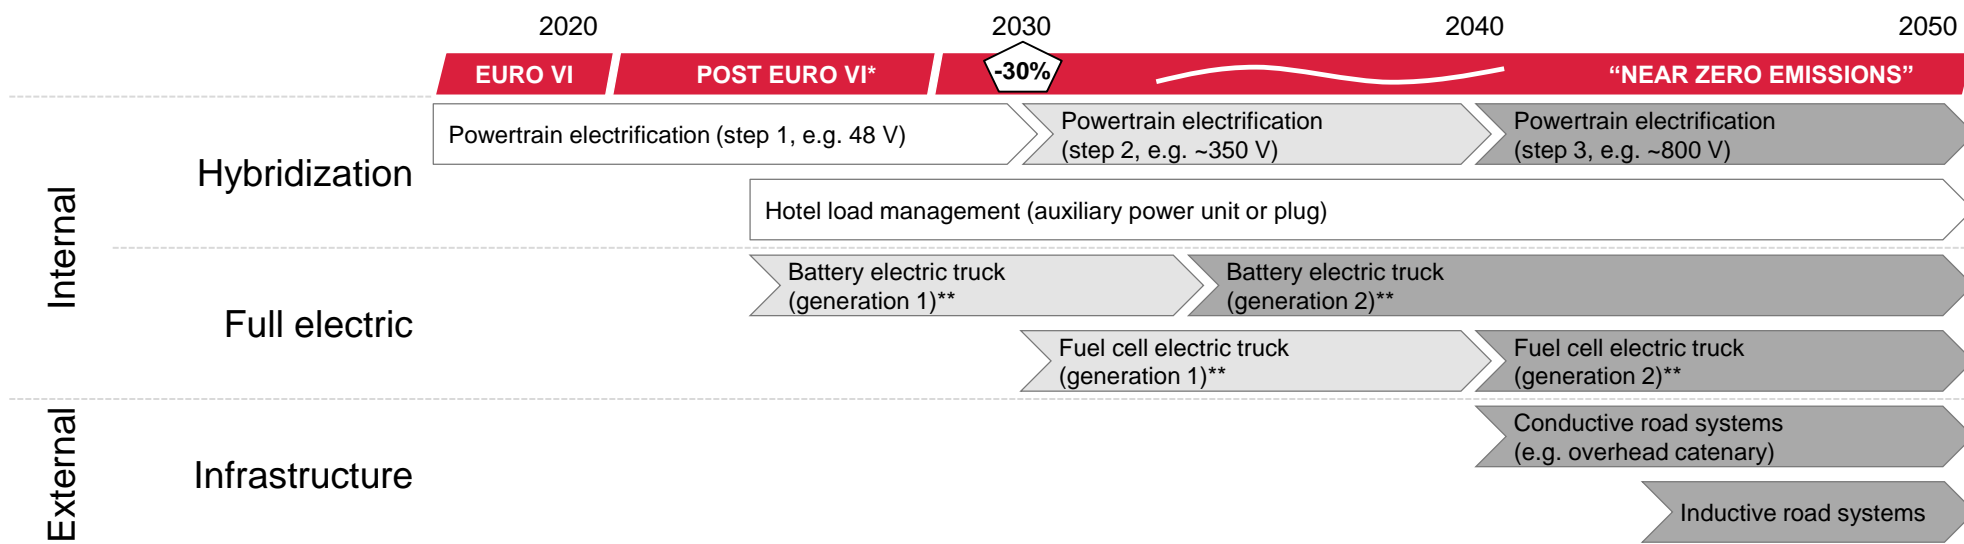 2020
2030
2040
2050
EURO VI
POST EURO VI*
-30%
“NEAR ZERO EMISSIONS”
Internal
Hybridization
Powertrain electrification (step 1, e.g. 48 V)
Powertrain electrification
(step 2, e.g. ~350 V)
Powertrain electrification
(step 3, e.g. ~800 V)
Hotel load management (auxiliary power unit or plug)
Full electric
Battery electric truck
(generation 1)**
Battery electric truck
(generation 2)**
Fuel cell electric truck
(generation 1)**
Fuel cell electric truck
(generation 2)**
External
Infrastructure
Conductive road systems
(e.g. overhead catenary)
Inductive road systems